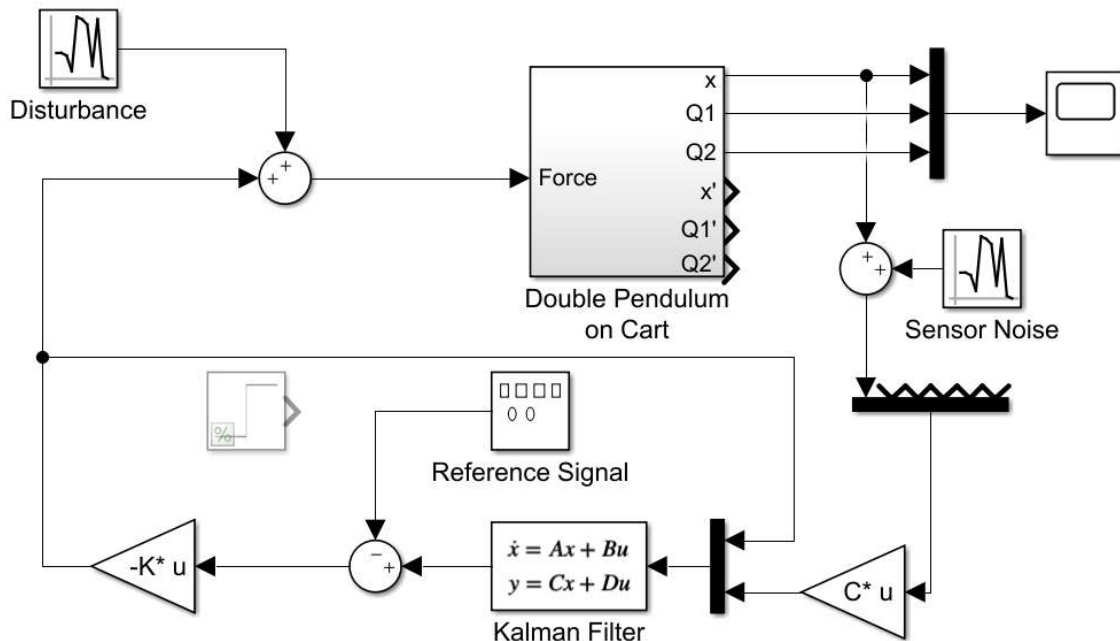 Disturbance
+
+
Force
x
Q1
Q2
x'
Q1'
Q2'
Double Pendulum
on Cart
+
+
Sensor Noise
%
Reference Signal
-K* u
−
+
ẋ = Ax + Bu
y = Cx + Du
Kalman Filter
C* u